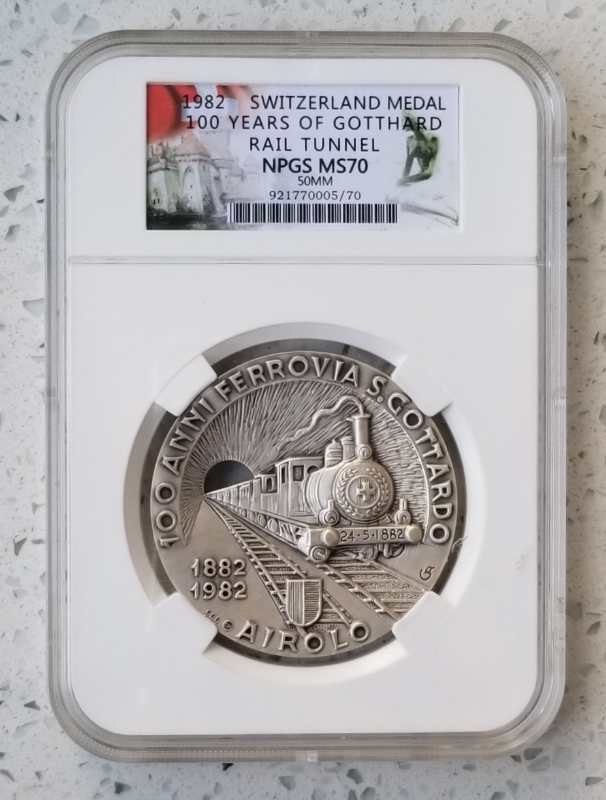 1982 SWITZERLAND MEDAL
100 YEARS OF GOTTHARD
RAIL TUNNEL
NPGS MS70
50MM
921770005/70
100 ANNI FERROVIA S. GOTTARDO
24-5-1882
1882
1982
AIROLO